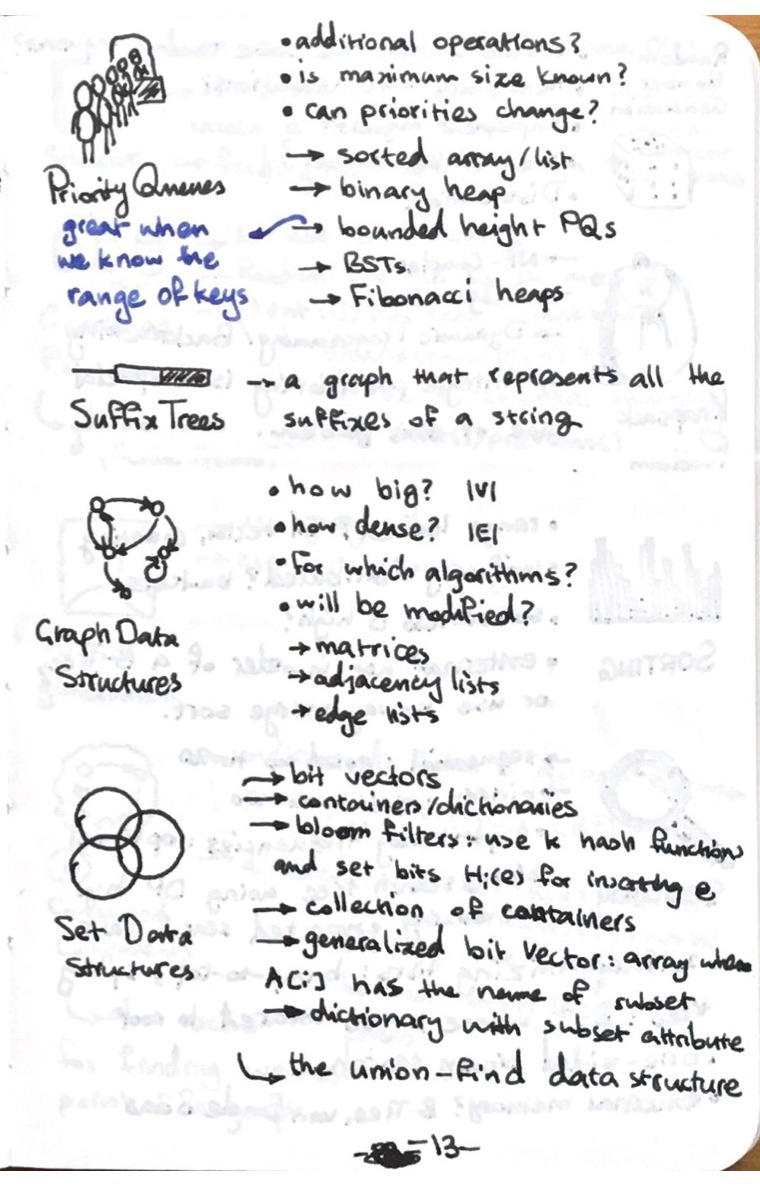 • additional operations?
• is maximum size known?
• can priorities change?
→ sorted array/list
Priority Queues
→ binary heap
great when
we know the
range of keys
→ bounded height PQs
→ BSTs
→ Fibonacci heaps
Suffix Trees
→ a graph that represents all the
suffixes of a string
• how big? |V|
• how dense? |E|
• for which algorithms?
• will be modified?
Graph Data
Structures
→ matrices
→ adjacency lists
→ edge lists
→ bit vectors
→ containers/dictionaries
→ bloom filters: use k hash functions
and set bits Hi(e) for inserting e
→ collection of containers
Set Data
Structures
→ generalized bit vector: array where
A[i] has the name of subset
→ dictionary with subset attribute
↳ the union-find data structure
-13-